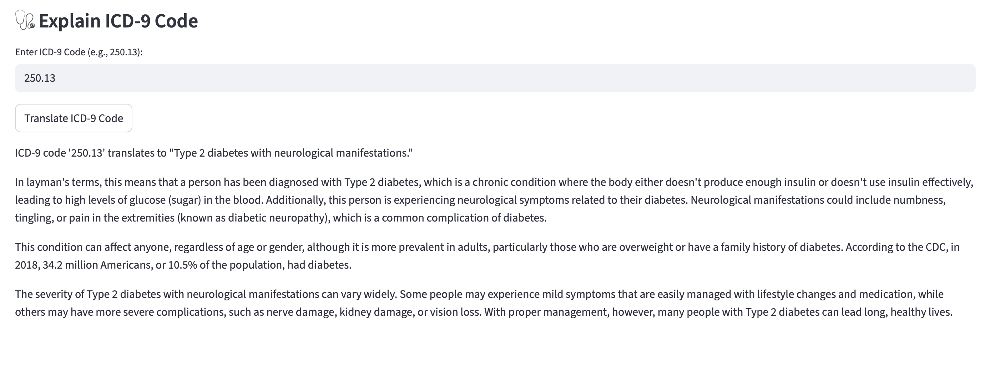 Explain ICD-9 Code
Enter ICD-9 Code (e.g., 250.13):
250.13
Translate ICD-9 Code
ICD-9 code '250.13' translates to "Type 2 diabetes with neurological manifestations."
In layman's terms, this means that a person has been diagnosed with Type 2 diabetes, which is a chronic condition where the body either doesn't produce enough insulin or doesn't use insulin effectively,
leading to high levels of glucose (sugar) in the blood. Additionally, this person is experiencing neurological symptoms related to their diabetes. Neurological manifestations could include numbness,
tingling, or pain in the extremities (known as diabetic neuropathy), which is a common complication of diabetes.
This condition can affect anyone, regardless of age or gender, although it is more prevalent in adults, particularly those who are overweight or have a family history of diabetes. According to the CDC, in
2018, 34.2 million Americans, or 10.5% of the population, had diabetes.
The severity of Type 2 diabetes with neurological manifestations can vary widely. Some people may experience mild symptoms that are easily managed with lifestyle changes and medication, while
others may have more severe complications, such as nerve damage, kidney damage, or vision loss. With proper management, however, many people with Type 2 diabetes can lead long, healthy lives.